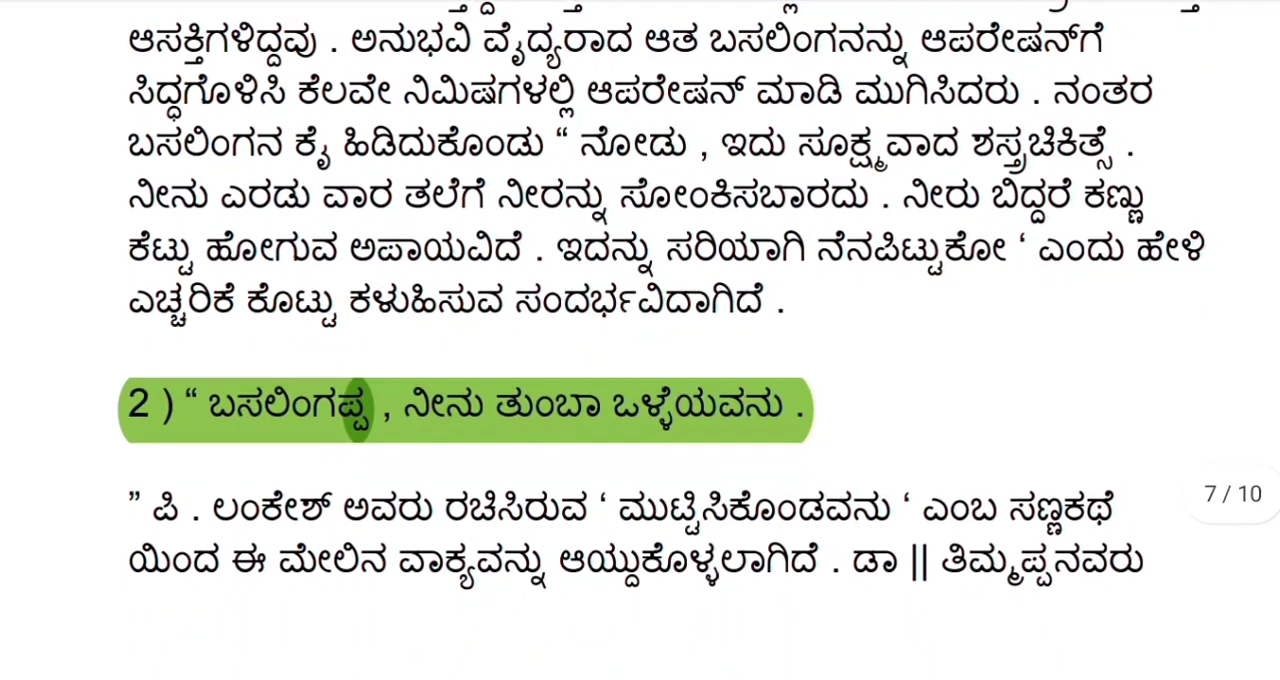 ಆಸಕ್ತಿಗಳಿದ್ದವು . ಅನುಭವಿ ವೈದ್ಯರಾದ ಆತ ಬಸಲಿಂಗನನ್ನು ಆಪರೇಷನ್‌ಗೆ
ಸಿದ್ಧಗೊಳಿಸಿ ಕೆಲವೇ ನಿಮಿಷಗಳಲ್ಲಿ ಆಪರೇಷನ್ ಮಾಡಿ ಮುಗಿಸಿದರು . ನಂತರ
ಬಸಲಿಂಗನ ಕೈ ಹಿಡಿದುಕೊಂಡು “ ನೋಡು , ಇದು ಸೂಕ್ಷ್ಮವಾದ ಶಸ್ತ್ರಚಿಕಿತ್ಸೆ .
ನೀನು ಎರಡು ವಾರ ತಲೆಗೆ ನೀರನ್ನು ಸೋಂಕಿಸಬಾರದು . ನೀರು ಬಿದ್ದರೆ ಕಣ್ಣು
ಕೆಟ್ಟು ಹೋಗುವ ಅಪಾಯವಿದೆ . ಇದನ್ನು ಸರಿಯಾಗಿ ನೆನಪಿಟ್ಟುಕೋ ‘ ಎಂದು ಹೇಳಿ
ಎಚ್ಚರಿಕೆ ಕೊಟ್ಟು ಕಳುಹಿಸುವ ಸಂದರ್ಭವಿದಾಗಿದೆ .
2 ) “ ಬಸಲಿಂಗಪ್ಪ , ನೀನು ತುಂಬಾ ಒಳ್ಳೆಯವನು .
” ಪಿ . ಲಂಕೇಶ್ ಅವರು ರಚಿಸಿರುವ ‘ ಮುಟ್ಟಿಸಿಕೊಂಡವನು ‘ ಎಂಬ ಸಣ್ಣಕಥೆ
7 / 10
ಯಿಂದ ಈ ಮೇಲಿನ ವಾಕ್ಯವನ್ನು ಆಯ್ದುಕೊಳ್ಳಲಾಗಿದೆ . ಡಾ || ತಿಮ್ಮಪ್ಪನವರು